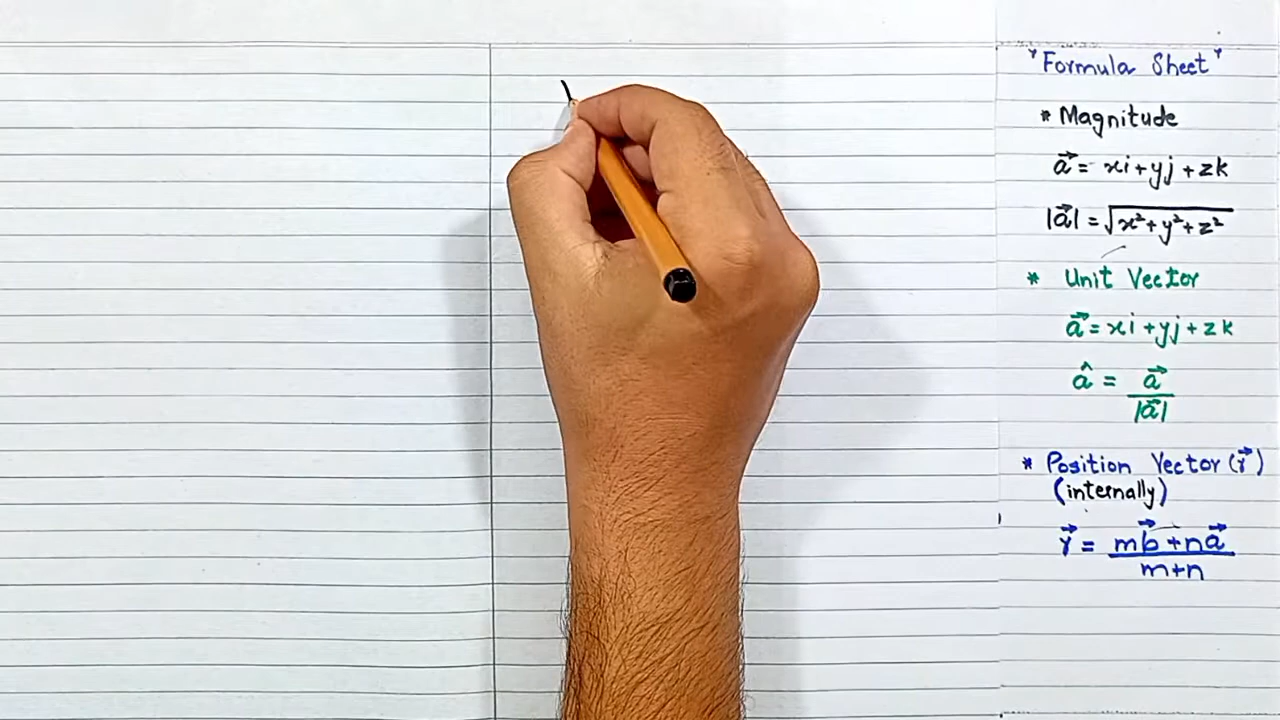 "Formula Sheet"
* Magnitude
a⃗ = xi+yj+zk
|a⃗| = √x²+y²+z²
* Unit Vector
a⃗ = xi+yj+zk
â = a⃗
|a⃗|
* Position Vector (r⃗)
(internally)
r⃗ = mb⃗+na⃗
m+n